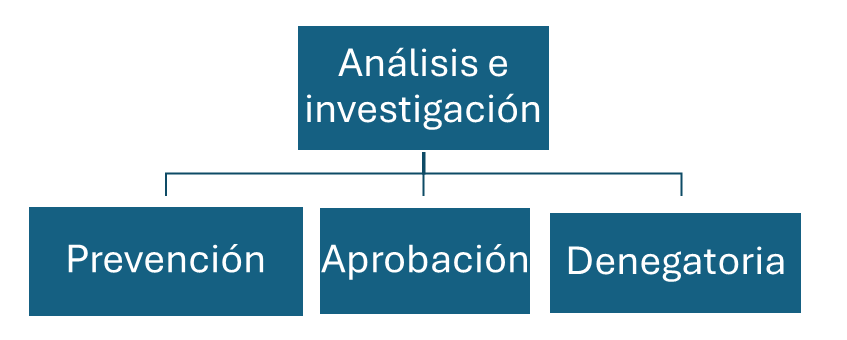 Análisis e
investigación
Prevención
Aprobación
Denegatoria